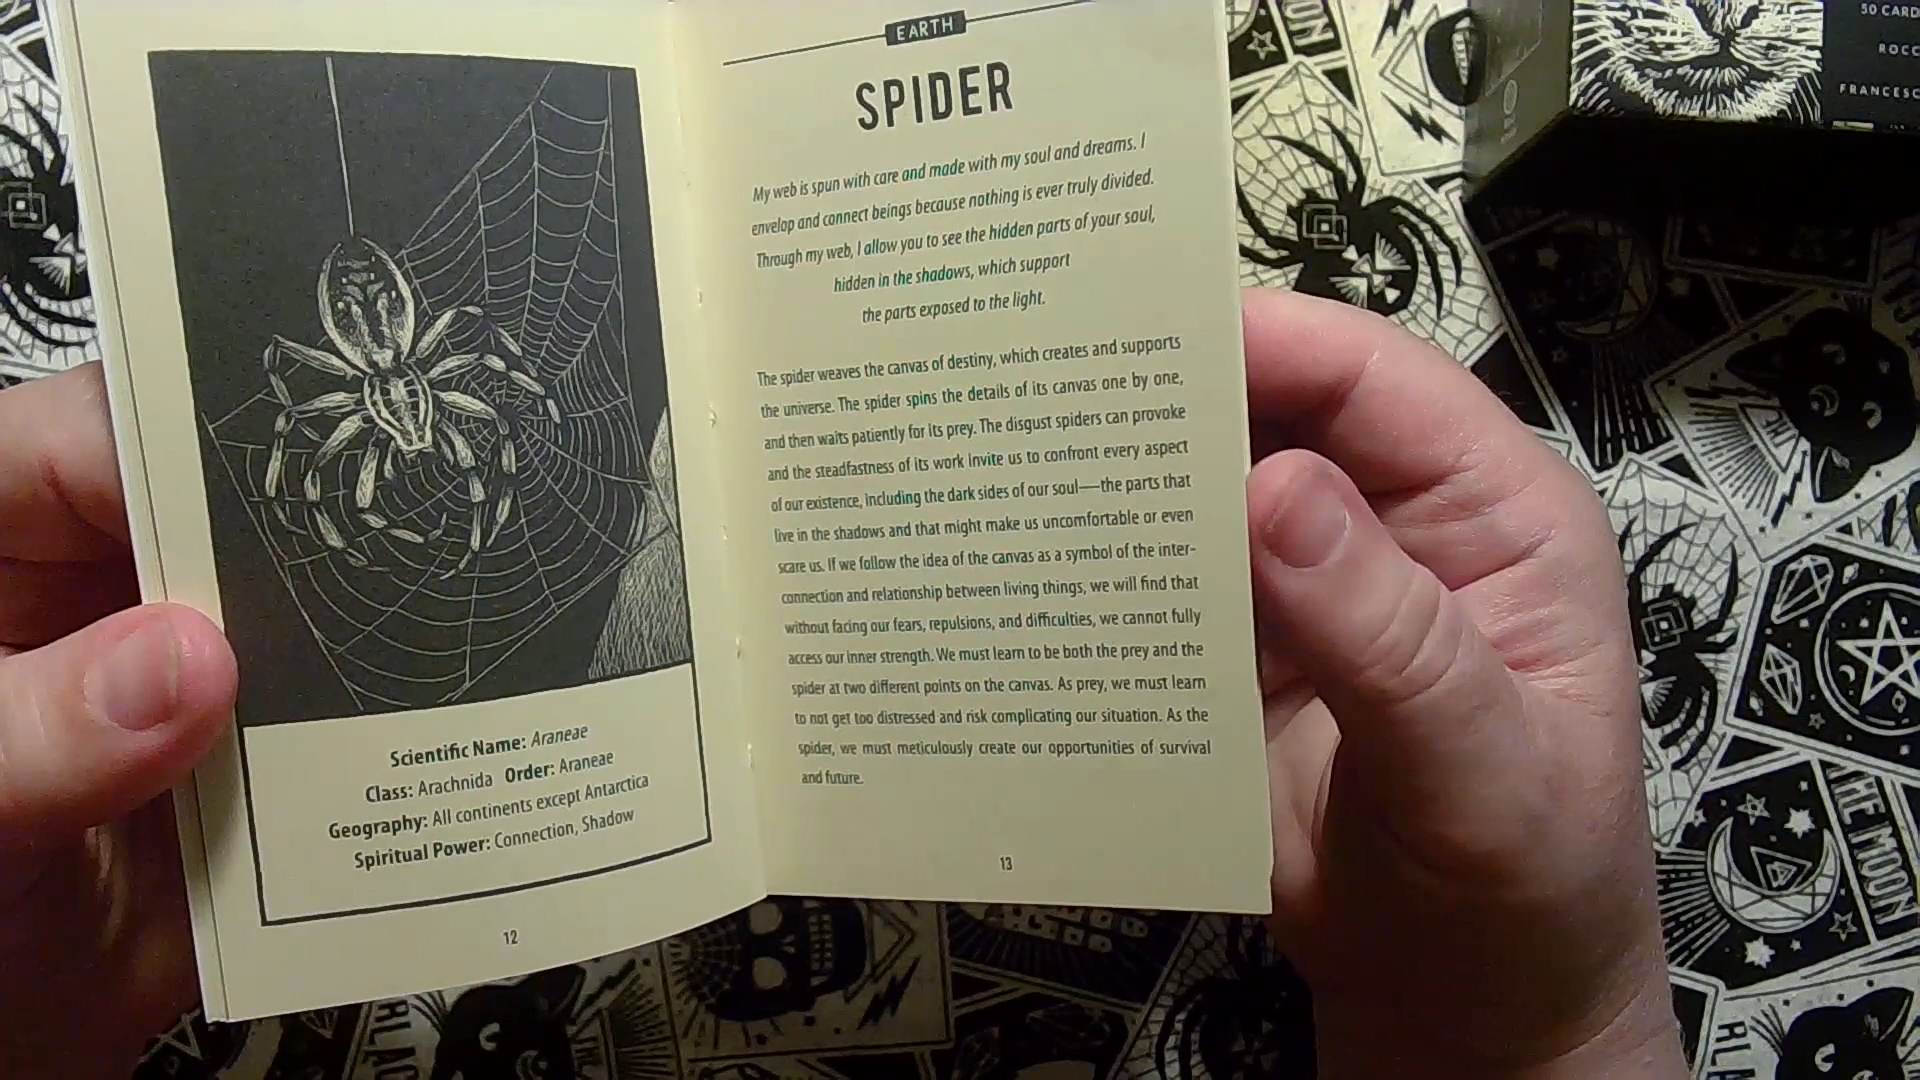 Scientific Name: Araneae
Class: Arachnida Order: Araneae
Geography: All continents except Antarctica
Spiritual Power: Connection, Shadow
12
EARTH
SPIDER
My web is spun with care and made with my soul and dreams. I
envelop and connect beings because nothing is ever truly divided.
Through my web, I allow you to see the hidden parts of your soul,
hidden in the shadows, which support
the parts exposed to the light.
The spider weaves the canvas of destiny, which creates and supports
the universe. The spider spins the details of its canvas one by one,
and then waits patiently for its prey. The disgust spiders can provoke
and the steadfastness of its work invite us to confront every aspect
of our existence, including the dark sides of our soul—the parts that
live in the shadows and that might make us uncomfortable or even
scare us. If we follow the idea of the canvas as a symbol of the inter-
connection and relationship between living things, we will find that
without facing our fears, repulsions, and difficulties, we cannot fully
access our inner strength. We must learn to be both the prey and the
spider at two different points on the canvas. As prey, we must learn
to not get too distressed and risk complicating our situation. As the
spider, we must meticulously create our opportunities of survival
and future.
13
50 CARD
ROCC
FRANCESC
THE MOON